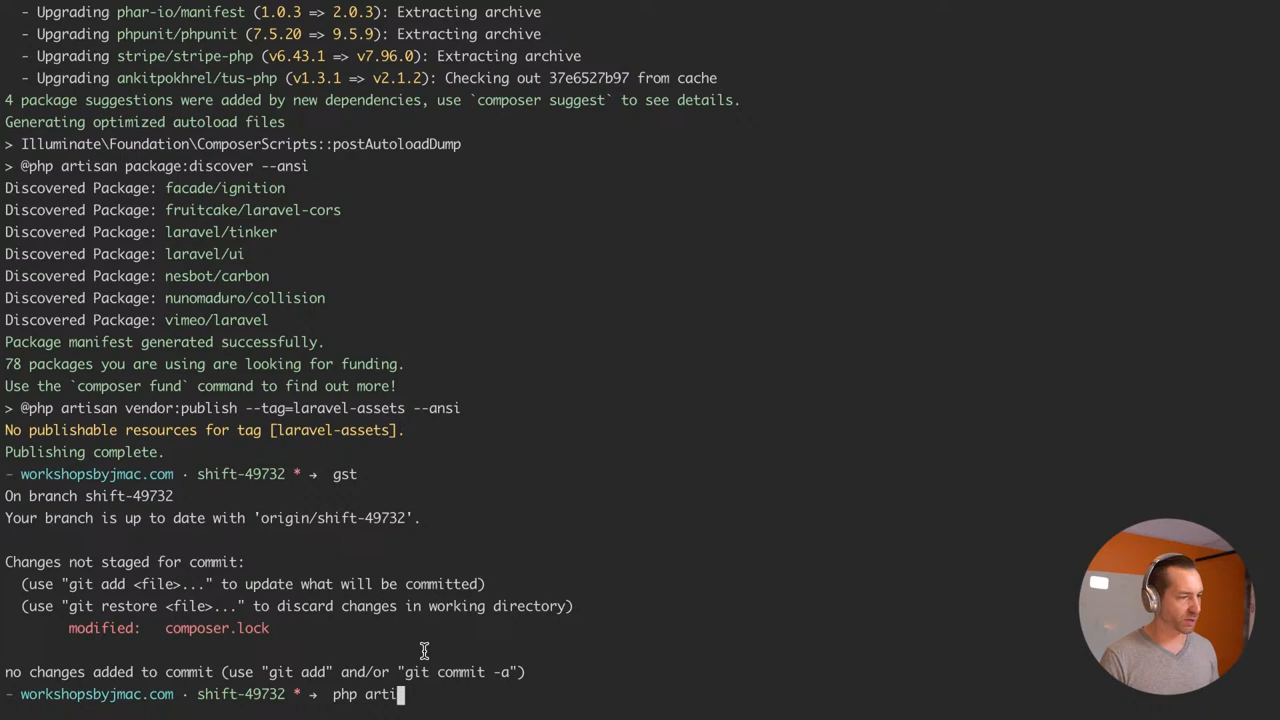 - Upgrading phar-io/manifest (1.0.3 => 2.0.3): Extracting archive
- Upgrading phpunit/phpunit (7.5.20 => 9.5.9): Extracting archive
- Upgrading stripe/stripe-php (v6.43.1 => v7.96.0): Extracting archive
- Upgrading ankitpokhrel/tus-php (v1.3.1 => v2.1.2): Checking out 37e6527b97 from cache
4 package suggestions were added by new dependencies, use `composer suggest` to see details.
Generating optimized autoload files
> Illuminate\Foundation\ComposerScripts::postAutoloadDump
> @php artisan package:discover --ansi
Discovered Package: facade/ignition
Discovered Package: fruitcake/laravel-cors
Discovered Package: laravel/tinker
Discovered Package: laravel/ui
Discovered Package: nesbot/carbon
Discovered Package: nunomaduro/collision
Discovered Package: vimeo/laravel
Package manifest generated successfully.
78 packages you are using are looking for funding.
Use the `composer fund` command to find out more!
> @php artisan vendor:publish --tag=laravel-assets --ansi
No publishable resources for tag [laravel-assets].
Publishing complete.
- workshopsbyjmac.com · shift-49732 * → gst
On branch shift-49732
Your branch is up to date with 'origin/shift-49732'.
Changes not staged for commit:
(use "git add <file>..." to update what will be committed)
(use "git restore <file>..." to discard changes in working directory)
modified: composer.lock
no changes added to commit (use "git add" and/or "git commit -a")
- workshopsbyjmac.com · shift-49732 * → php arti